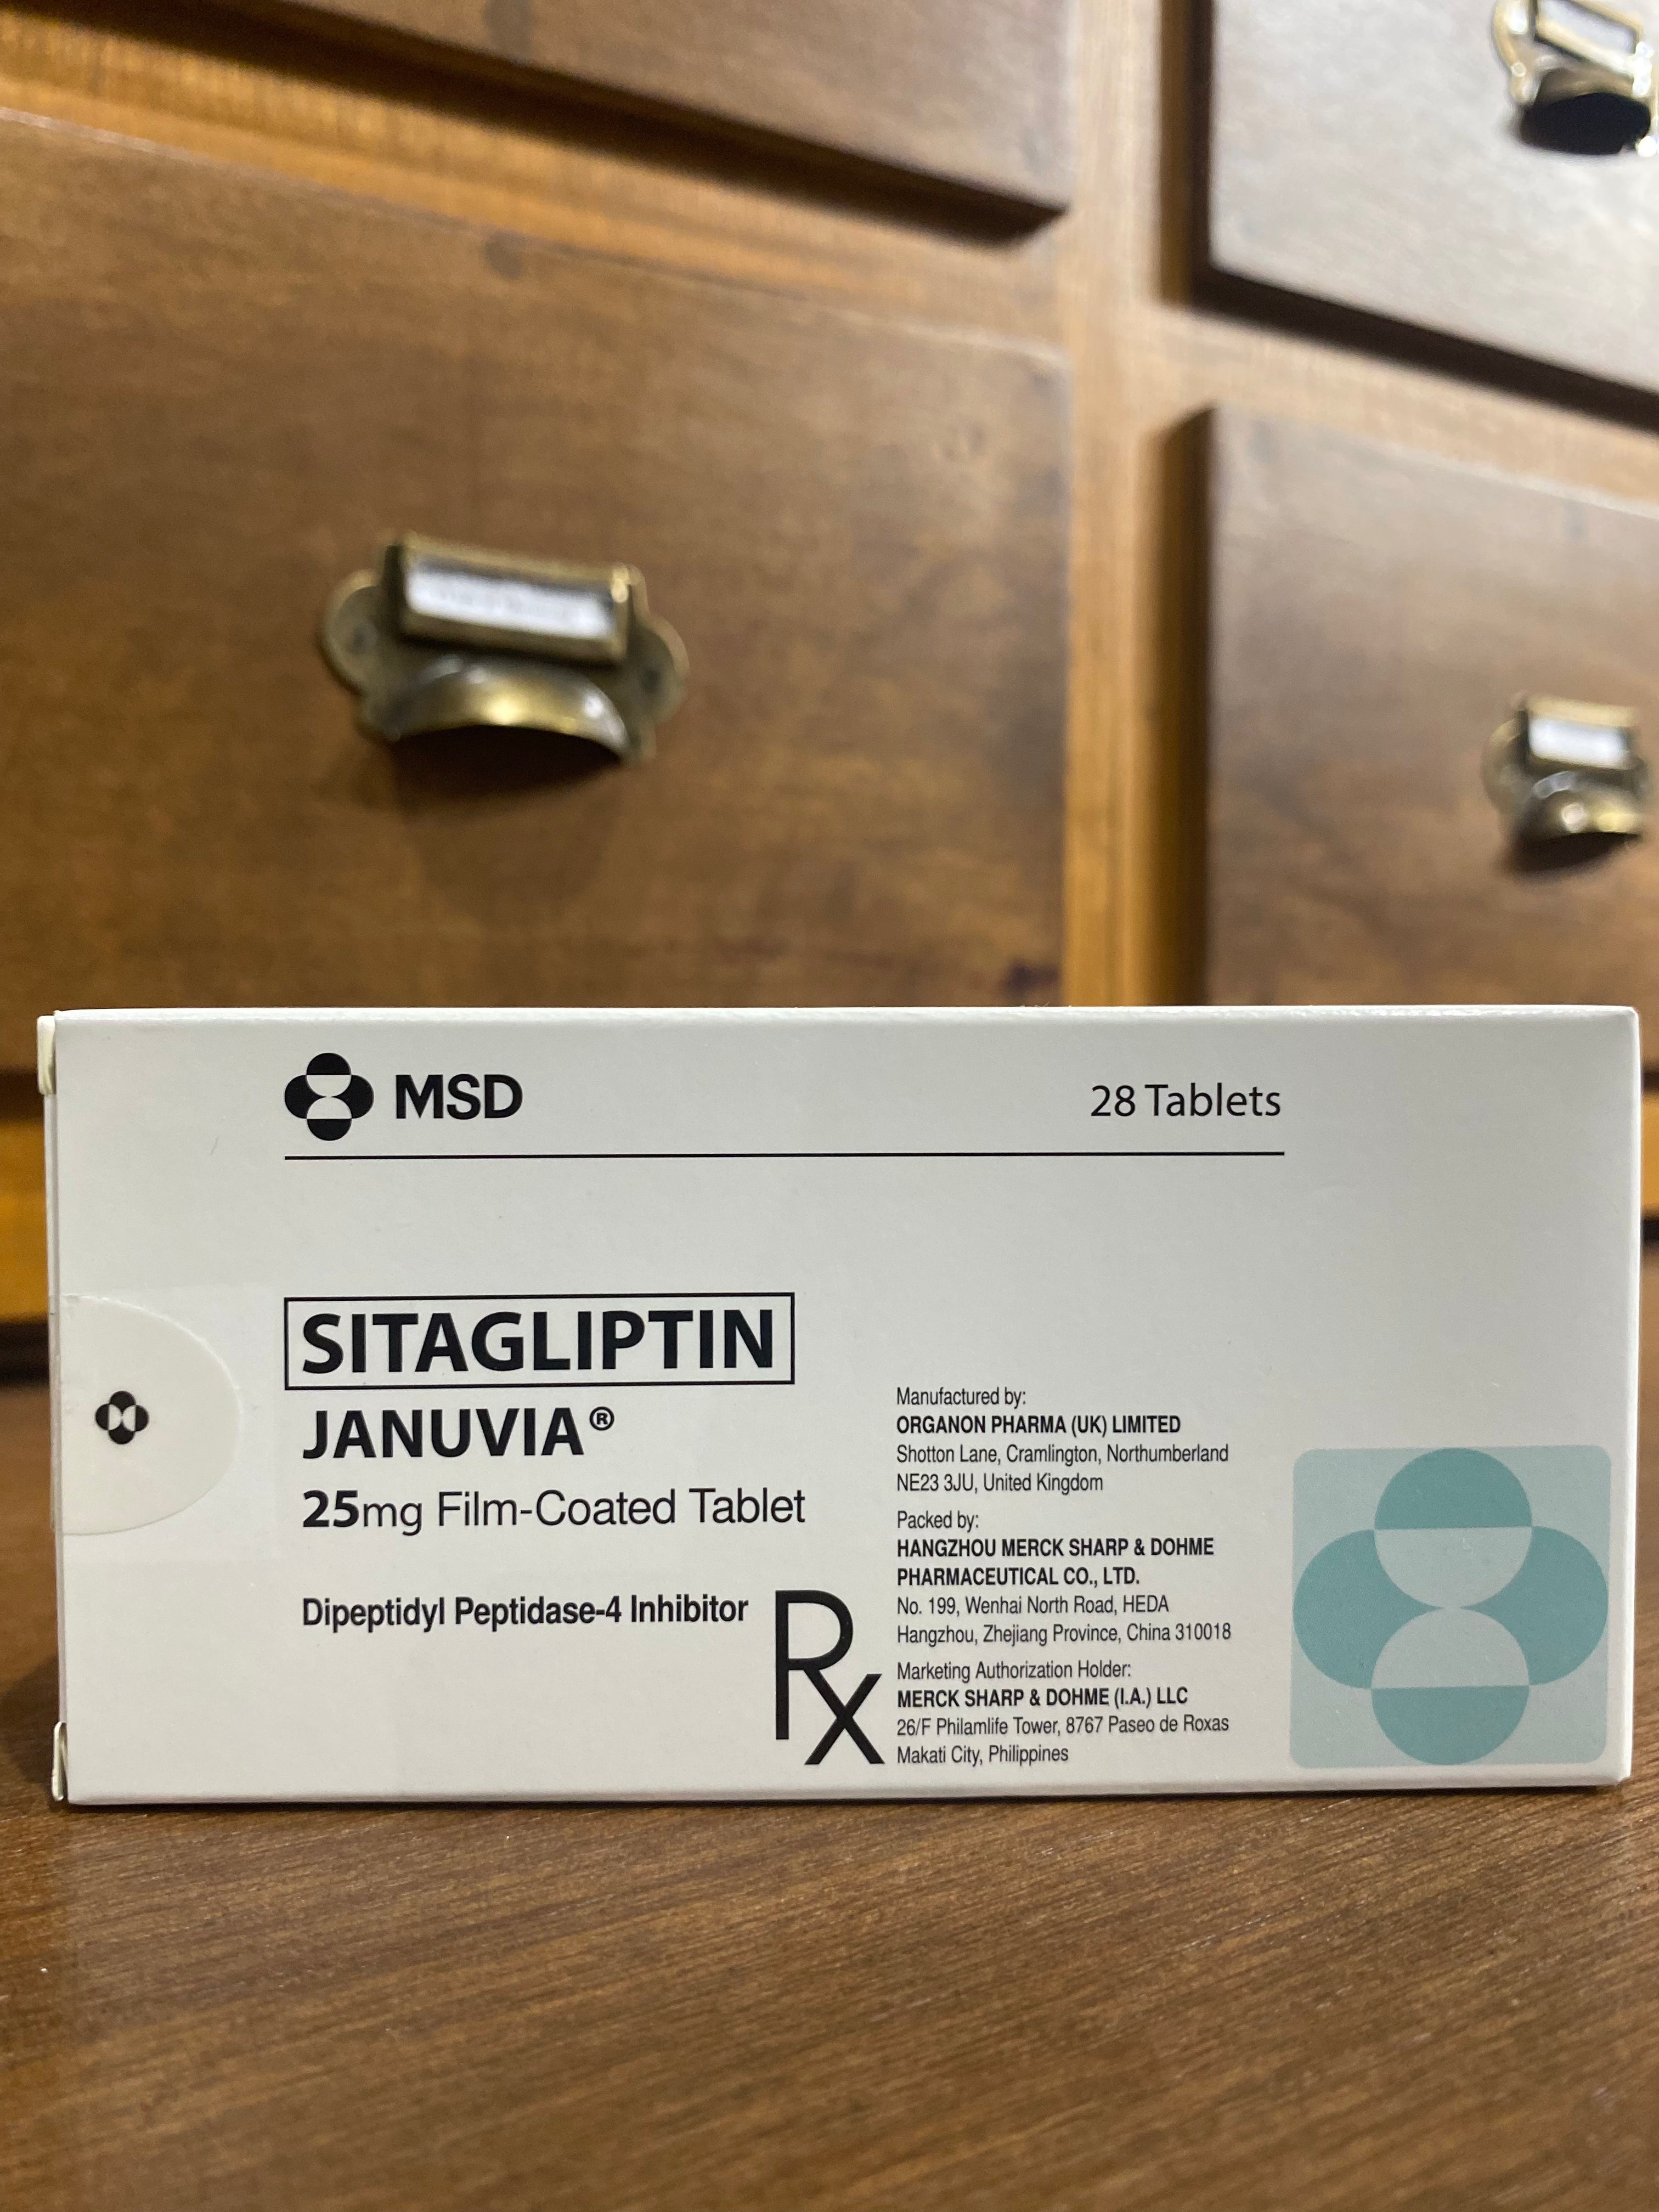 MSD
28 Tablets
SITAGLIPTIN
JANUVIA®
25mg Film-Coated Tablet
Dipeptidyl Peptidase-4 Inhibitor
Rx
Manufactured by:
ORGANON PHARMA (UK) LIMITED
Shotton Lane, Cramlington, Northumberland
NE23 3JU, United Kingdom
Packed by:
HANGZHOU MERCK SHARP & DOHME
PHARMACEUTICAL CO., LTD.
No. 199, Wenhai North Road, HEDA
Hangzhou, Zhejiang Province, China 310018
Marketing Authorization Holder:
MERCK SHARP & DOHME (I.A.) LLC
26/F Philamlife Tower, 8767 Paseo de Roxas
Makati City, Philippines